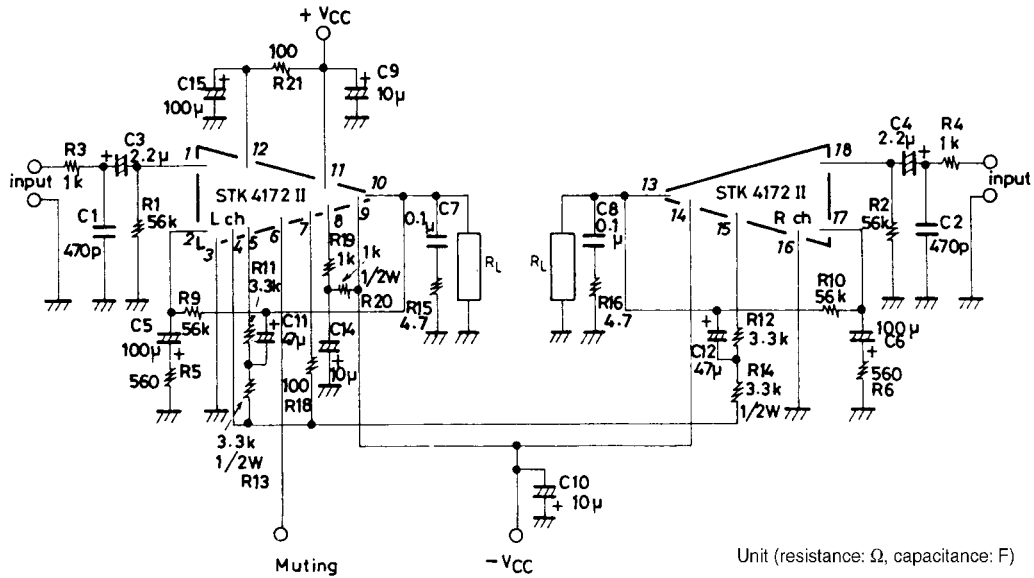 + VCC
100
R21
C15 +
100µ
+ C9
10µ
R3
1k
+ C3
2.2µ
1
12
11
10
STK 4172 II
L ch
input
C1
470p
R1
56k
2
3
4
5
6
7
8
9
R11
3.3k
R19
1k
1k
1/2W
R20
0.1µ
C7
RL
R15
4.7
R9
56k
C5
100µ
+
R5
560
+
C11
47µ
C14
+
10µ
100
R18
3.3k
1/2W
R13
Muting
13
14
15
16
17
18
STK 4172 II
R ch
C8
0.1
µ
RL
R16
4.7
C4
2.2µ +
R4
1k
input
R2
56k
C2
470p
R10
56k
100µ
C6
+
560
R6
+
C12
47µ
R12
3.3k
R14
3.3k
1/2W
C10
+ 10µ
− VCC
Unit (resistance: Ω, capacitance: F)